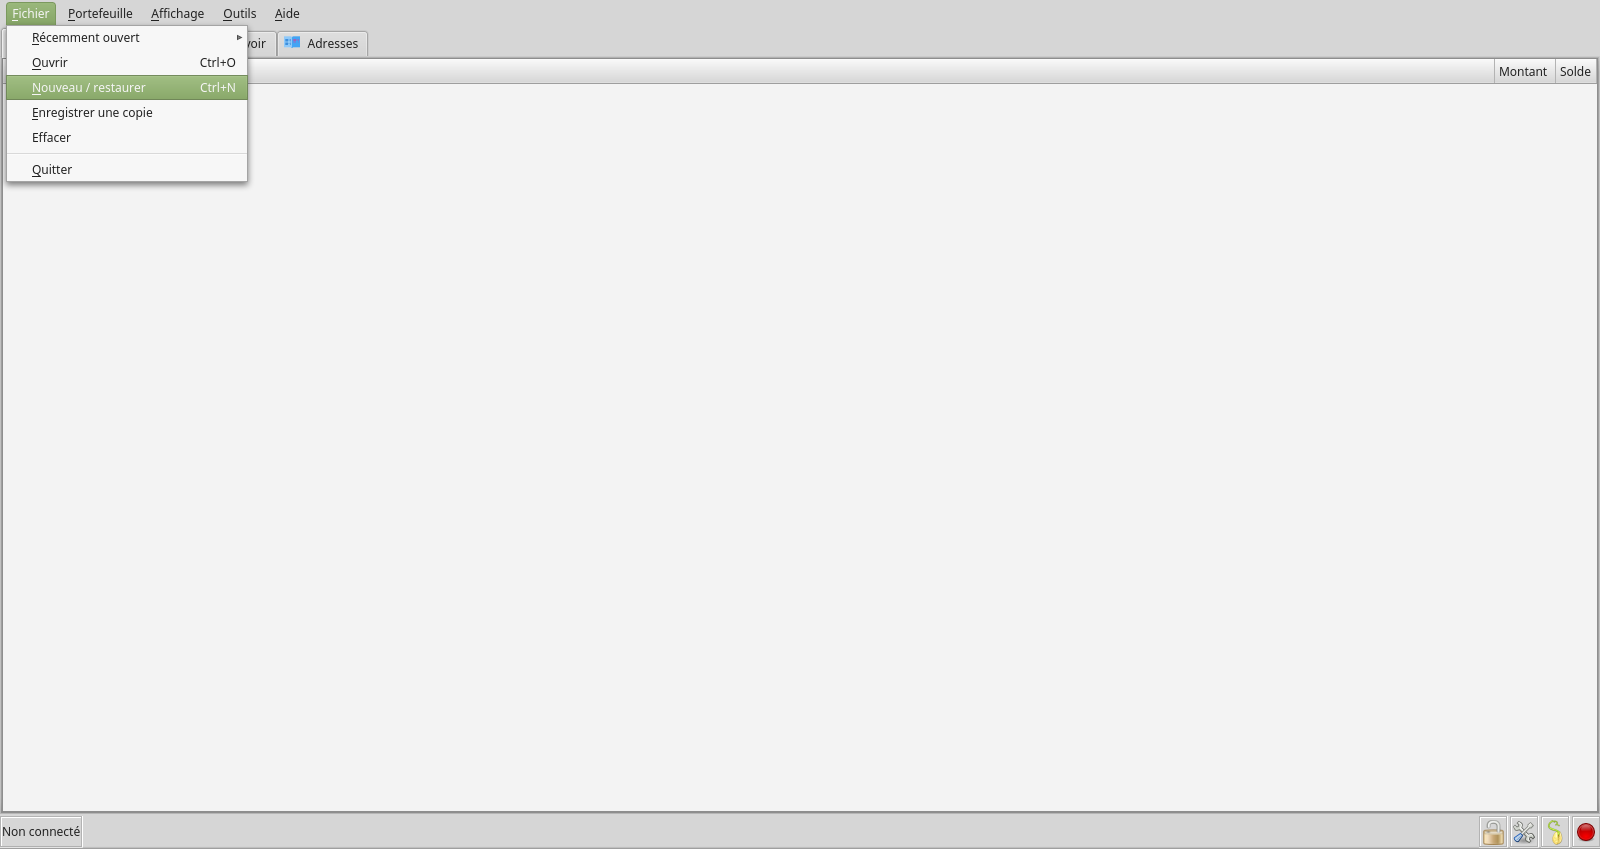 Fichier Portefeuille Affichage Outils Aide
Récemment ouvert
Ouvrir Ctrl+O
Nouveau / restaurer Ctrl+N
Enregistrer une copie
Effacer
Quitter
Adresses
Montant Solde
Non connecté